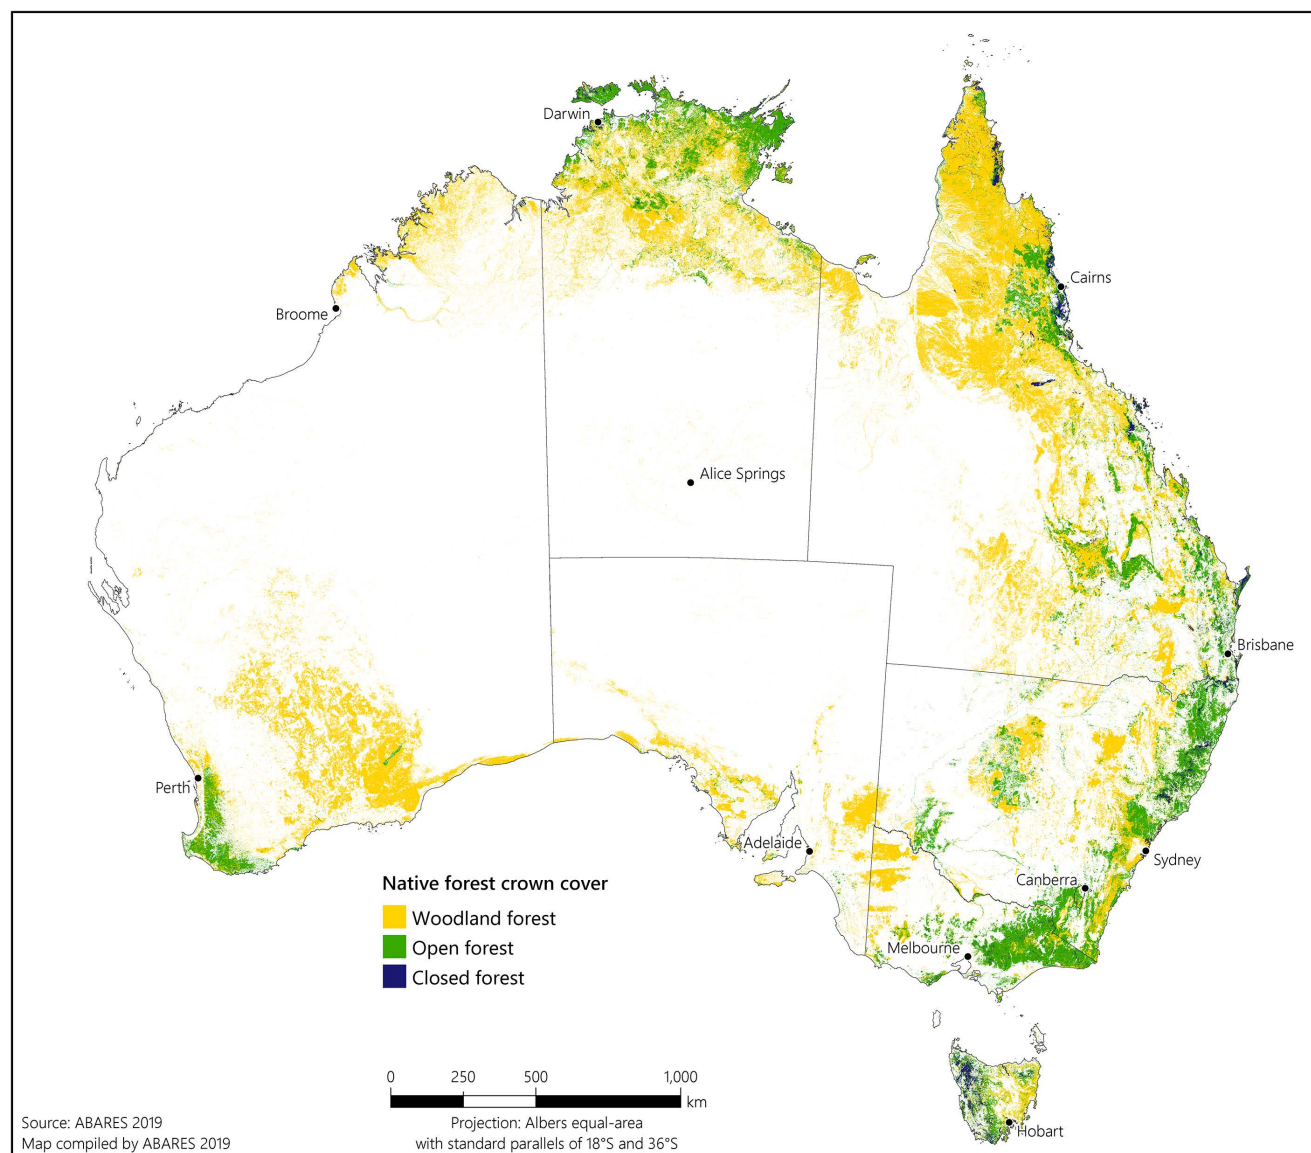 Darwin
Cairns
Broome
Alice Springs
Brisbane
Perth
Adelaide
Sydney
Canberra
Melbourne
Hobart
Native forest crown cover
Woodland forest
Open forest
Closed forest
0 250 500 1,000
km
Projection: Albers equal-area
with standard parallels of 18°S and 36°S
Source: ABARES 2019
Map compiled by ABARES 2019